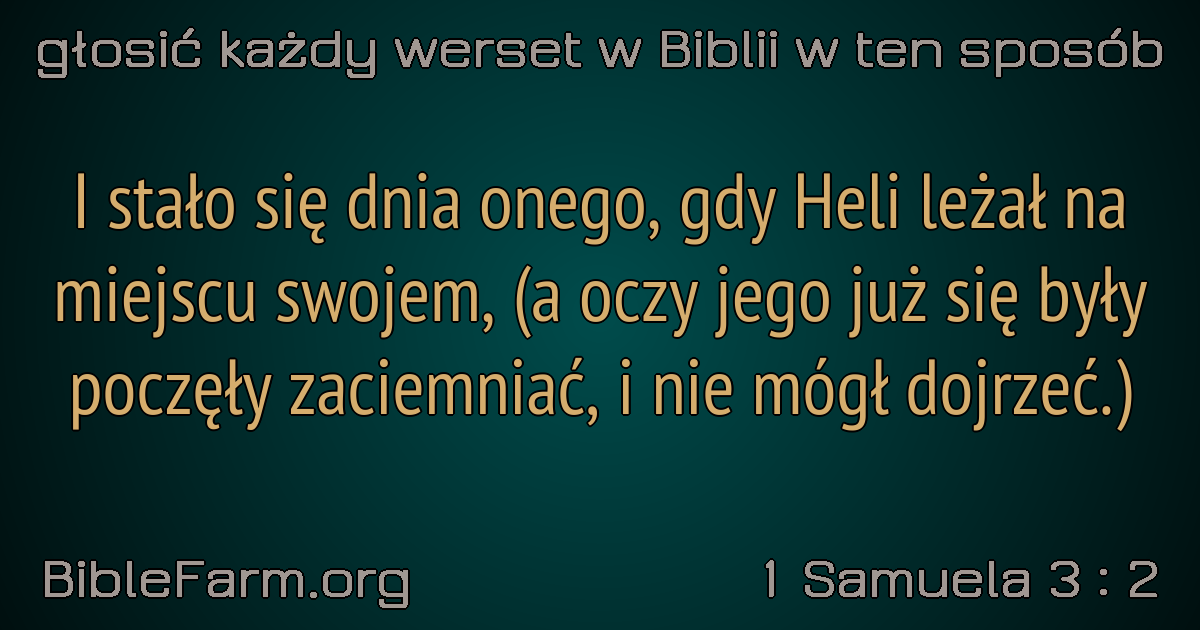 głosić każdy werset w Biblii w ten sposób
I stało się dnia onego, gdy Heli leżał na
miejscu swojem, (a oczy jego już się były
poczęły zaciemniać, i nie mógł dojrzeć.)
BibleFarm.org
1 Samuela 3 : 2